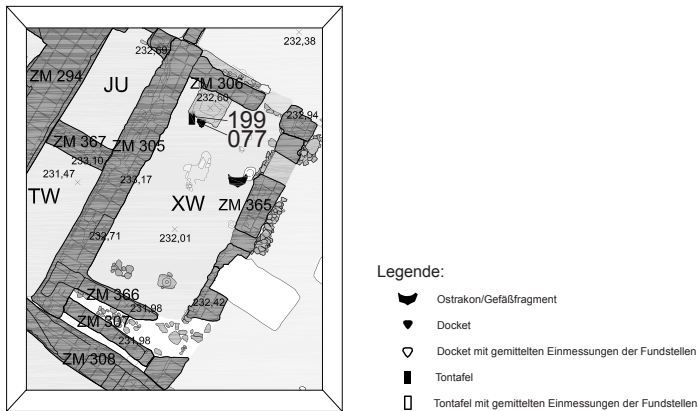 232,38
232,69
ZM 294
JU
ZM 306
232,60
199
077
232,94
ZM 367
ZM 305
233,10
231,47
233,17
TW
XW
ZM 365
232,71
232,01
ZM 366
231,98
232,42
ZM 307
231,98
ZM 308
Legende:
Ostrakon/Gefäßfragment
Docket
Docket mit gemittelten Einmessungen der Fundstellen
Tontafel
Tontafel mit gemittelten Einmessungen der Fundstellen